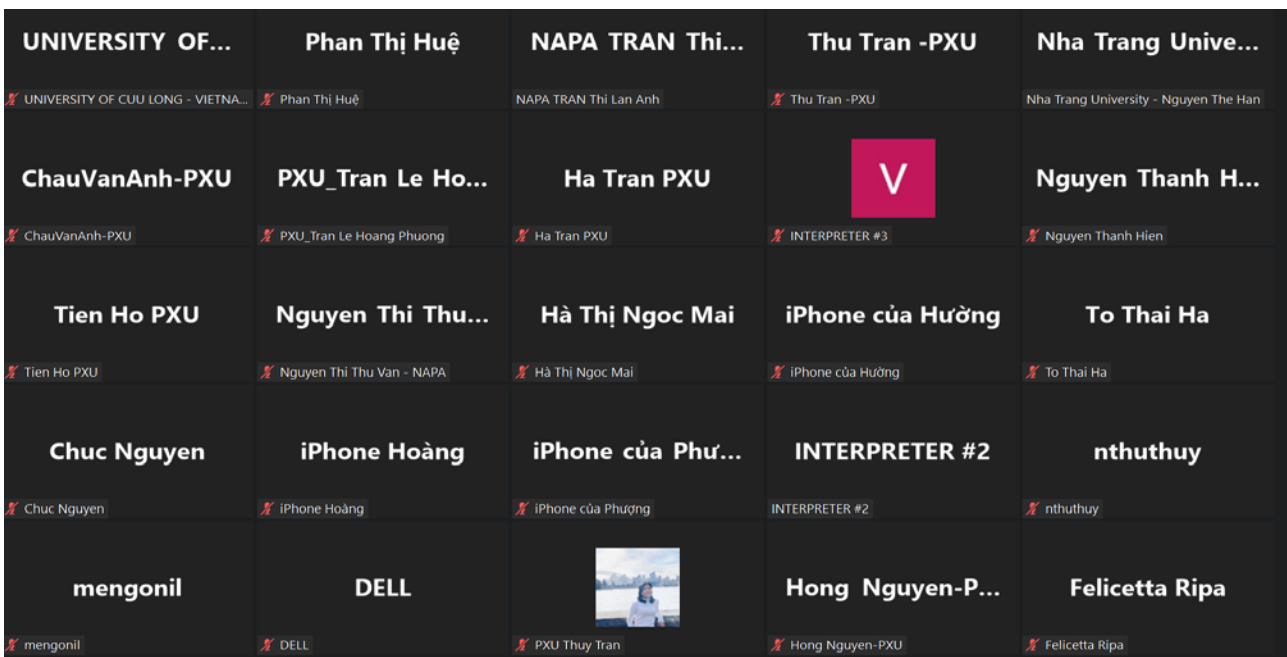 UNIVERSITY OF...
Phan Thị Huệ
NAPA TRAN Thi...
Thu Tran -PXU
Nha Trang Unive...
UNIVERSITY OF CUU LONG - VIETNA...
Phan Thị Huệ
NAPA TRAN Thi Lan Anh
Thu Tran -PXU
Nha Trang University - Nguyen The Han
ChauVanAnh-PXU
PXU_Tran Le Ho...
Ha Tran PXU
V
Nguyen Thanh H...
ChauVanAnh-PXU
PXU_Tran Le Hoang Phuong
Ha Tran PXU
INTERPRETER #3
Nguyen Thanh Hien
Tien Ho PXU
Nguyen Thi Thu...
Hà Thị Ngoc Mai
iPhone của Hường
To Thai Ha
Tien Ho PXU
Nguyen Thi Thu Van - NAPA
Hà Thị Ngoc Mai
iPhone của Hường
To Thai Ha
Chuc Nguyen
iPhone Hoàng
iPhone của Phư...
INTERPRETER #2
nthuthuy
Chuc Nguyen
iPhone Hoàng
iPhone của Phượng
INTERPRETER #2
nthuthuy
mengonil
DELL
Hong Nguyen-P...
Felicetta Ripa
mengonil
DELL
PXU Thuy Tran
Hong Nguyen-PXU
Felicetta Ripa